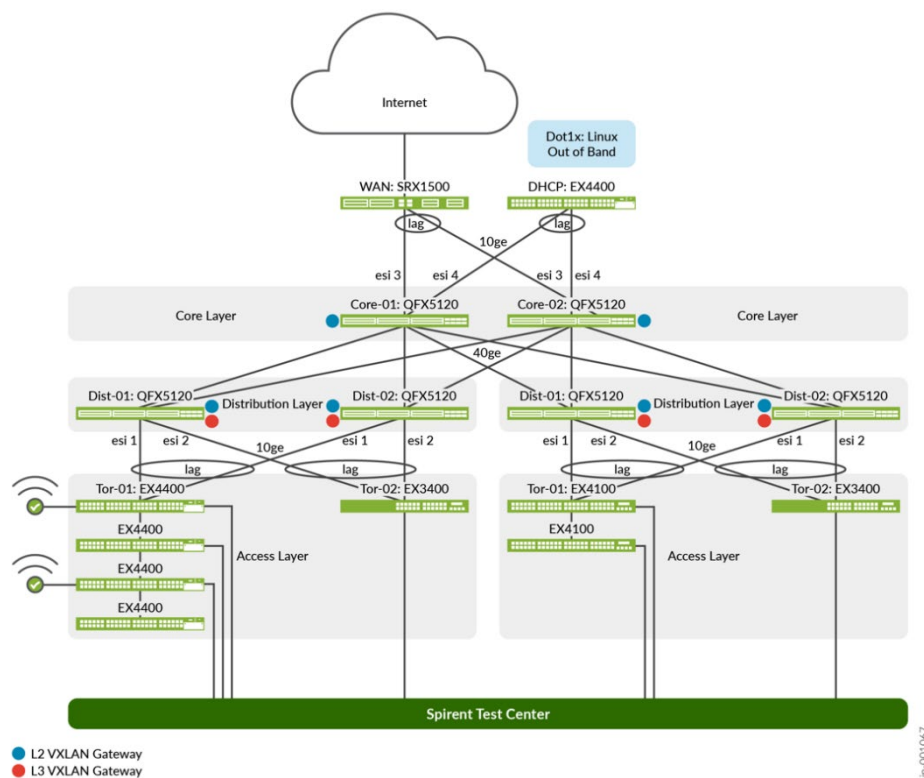 Internet
Dot1x: Linux
Out of Band
WAN: SRX1500
DHCP: EX4400
lag
lag
10ge
esi 3
esi 4
esi 3
esi 4
Core Layer
Core-01: QFX5120
Core-02: QFX5120
Core Layer
40ge
Dist-01: QFX5120
Distribution Layer
Dist-02: QFX5120
Dist-01: QFX5120
Distribution Layer
Dist-02: QFX5120
esi 1
esi 2
10ge
esi 1
esi 2
esi 1
esi 2
10ge
esi 1
esi 2
lag
lag
lag
lag
Tor-01: EX4400
Tor-02: EX3400
Tor-01: EX4100
Tor-02: EX3400
EX4400
EX4100
Access Layer
Access Layer
EX4400
EX4400
Spirent Test Center
L2 VXLAN Gateway
L3 VXLAN Gateway